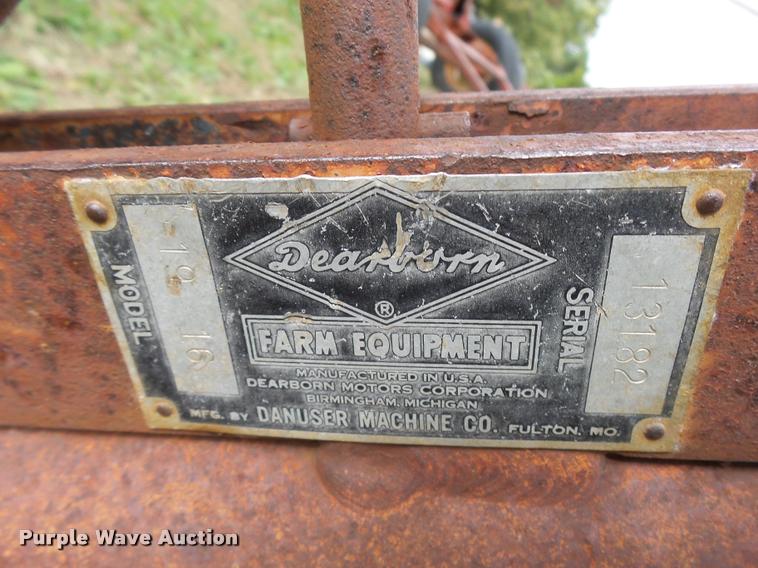 MODEL
-19 16
Dearborn
®
FARM EQUIPMENT
MANUFACTURED IN U.S.A.
DEARBORN MOTORS CORPORATION
BIRMINGHAM, MICHIGAN
MFG. BY DANUSER MACHINE CO. FULTON, MO.
SERIAL
13182
Purple Wave Auction